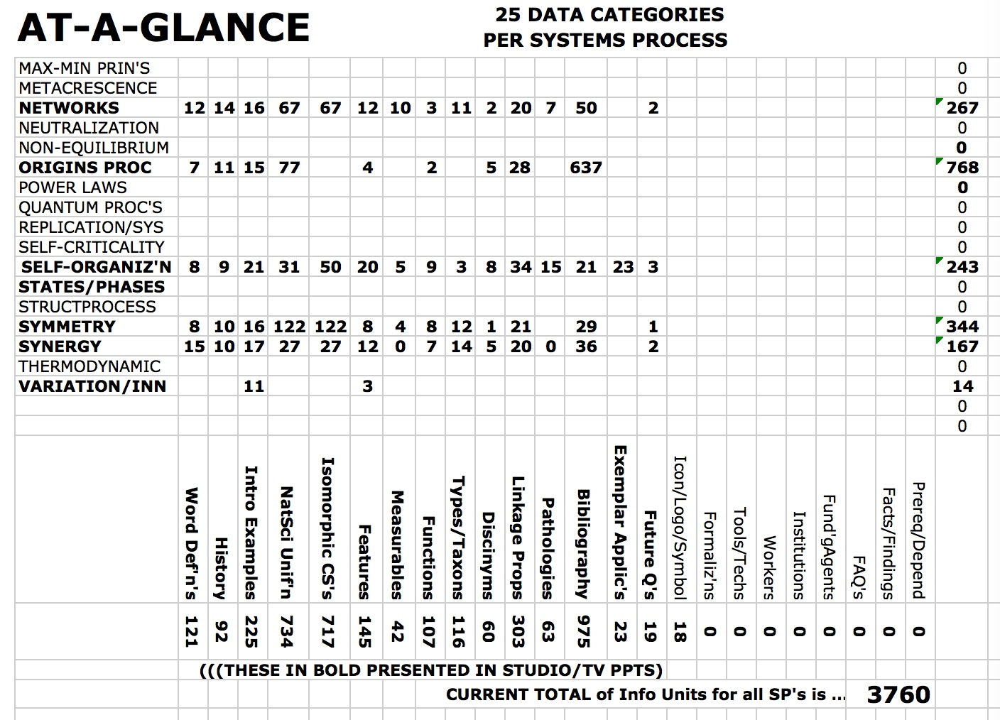 AT-A-GLANCE
25 DATA CATEGORIES
PER SYSTEMS PROCESS
MAX-MIN PRIN'S 0
METACRESCENCE 0
NETWORKS 12 14 16 67 67 12 10 3 11 2 20 7 50 2 267
NEUTRALIZATION 0
NON-EQUILIBRIUM 0
ORIGINS PROC 7 11 15 77 4 2 5 28 637 768
POWER LAWS 0
QUANTUM PROC'S 0
REPLICATION/SYS 0
SELF-CRITICALITY 0
SELF-ORGANIZ'N 8 9 21 31 50 20 5 9 3 8 34 15 21 23 3 243
STATES/PHASES 0
STRUCTPROCESS 0
SYMMETRY 8 10 16 122 122 8 4 8 12 1 21 29 1 344
SYNERGY 15 10 17 27 27 12 0 7 14 5 20 0 36 2 167
THERMODYNAMIC 0
VARIATION/INN 11 3 14
0
0
Word Def'n's 121
History 92
Intro Examples 225
NatSci Unif'n 734
Isomorphic CS's 717
Features 145
Measurables 42
Functions 107
Types/Taxons 116
Discinyms 60
Linkage Props 303
Pathologies 63
Bibliography 975
Exemplar Applic's 23
Future Q's 19
Icon/Logo/Symbol 18
Formaliz'ns 0
Tools/Techs 0
Workers 0
Institutions 0
Fund'gAgents 0
FAQ's 0
Facts/Findings 0
Prereq/Depend 0
(((THESE IN BOLD PRESENTED IN STUDIO/TV PPTS)
CURRENT TOTAL of Info Units for all SP's is ... 3760